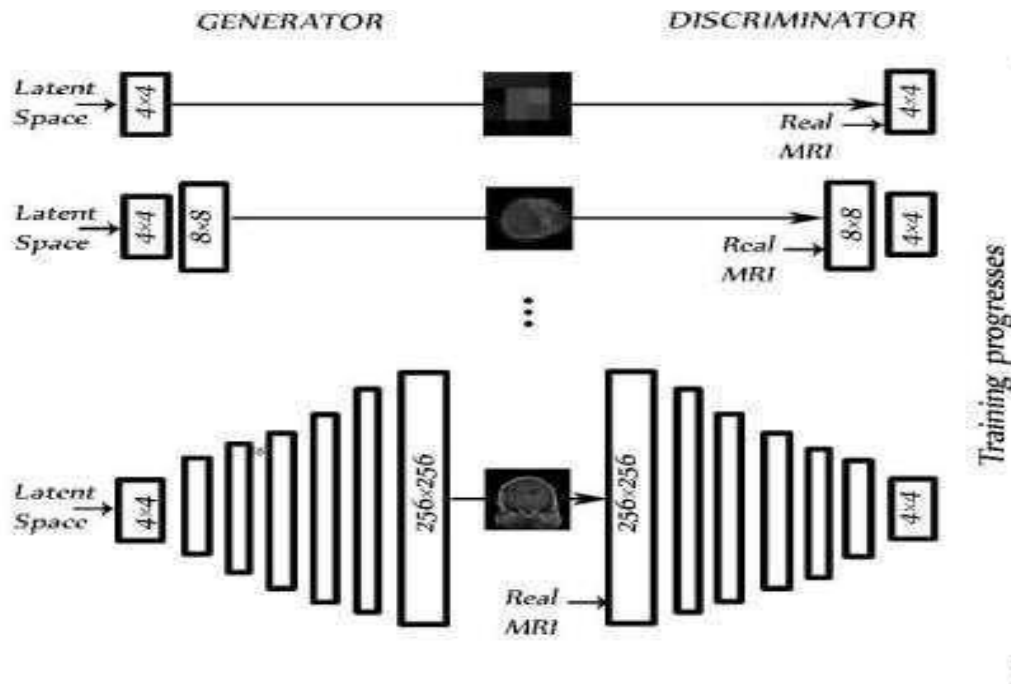 GENERATOR
DISCRIMINATOR
Latent
Space
4×4
4×4
Real
MRI
Latent
Space
4×4
8×8
8×8
4×4
Real
MRI
...
Training progresses
Latent
Space
4×4
256×256
256×256
4×4
Real
MRI